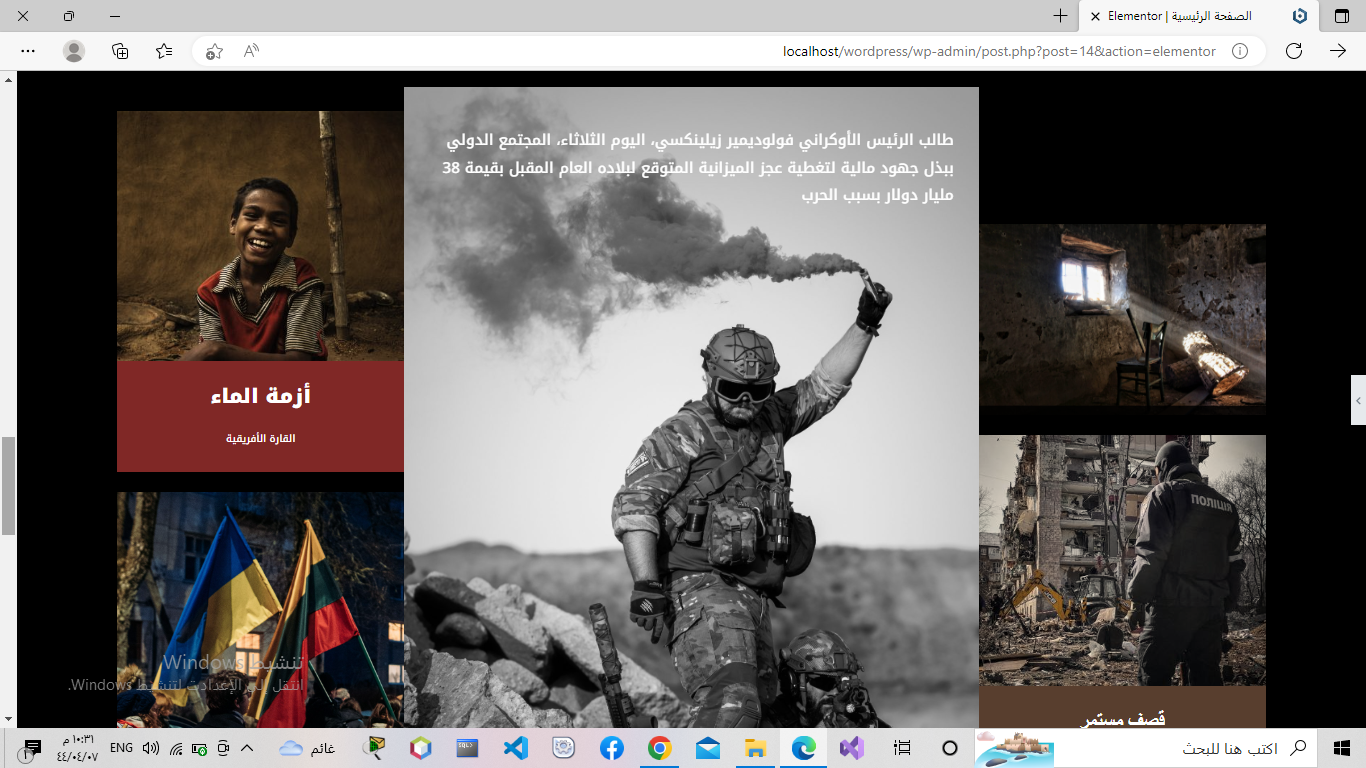 الصفحة الرئيسية | Elementor
localhost/wordpress/wp-admin/post.php?post=14&action=elementor
طالب الرئيس الأوكراني فولوديمير زيلينكسي، اليوم الثلاثاء، المجتمع الدولي
ببذل جهود مالية لتغطية عجز الميزانية المتوقع لبلاده العام المقبل بقيمة 38
مليار دولار بسبب الحرب
أزمة الماء
القارة الأفريقية
ПОЛІЦІЯ
قصف مستمر
تنشيط Windows
انتقل إلى الإعدادت لتنشيط Windows.
اكتب هنا للبحث
غائم
ENG
١٠:٣١ م
٤٤/٠٤/٠٧
1
SQL